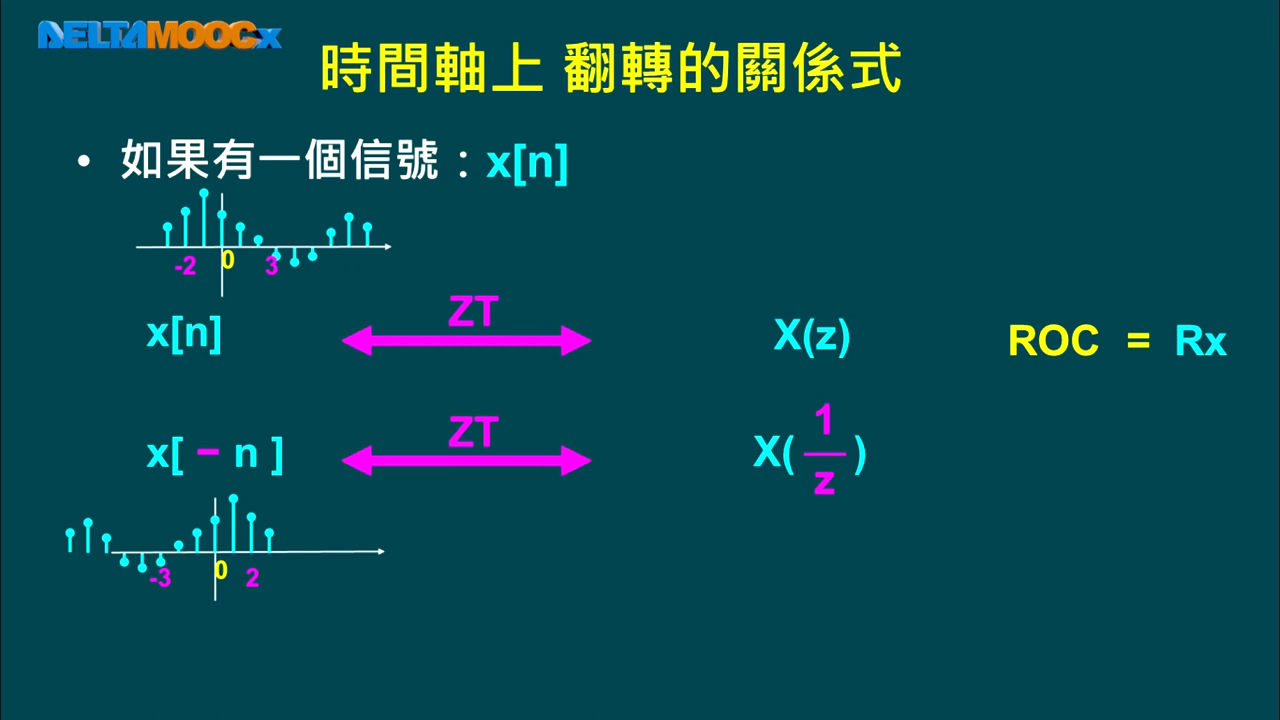 DELTAMOOCx
時間軸上 翻轉的關係式
• 如果有一個信號：x[n]
-2 0 3
x[n] ZT X(z) ROC = Rx
x[ − n ] ZT X( 1/z )
-3 0 2